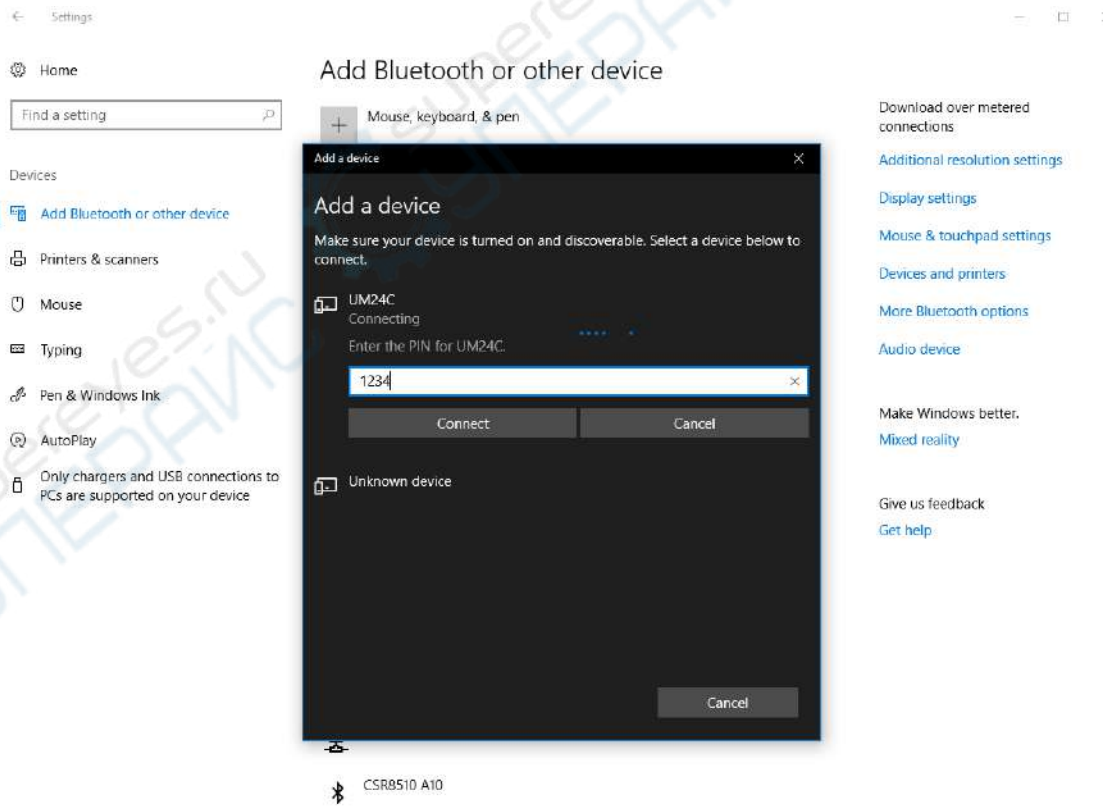 Settings
Home
Find a setting
Devices
Add Bluetooth or other device
Printers & scanners
Mouse
Typing
Pen & Windows Ink
AutoPlay
Only chargers and USB connections to
PCs are supported on your device
Add Bluetooth or other device
Mouse, keyboard, & pen
Add a device
Add a device
Make sure your device is turned on and discoverable. Select a device below to
connect.
UM24C
Connecting
Enter the PIN for UM24C.
1234
Connect
Cancel
Unknown device
Cancel
CSR8510 A10
Download over metered
connections
Additional resolution settings
Display settings
Mouse & touchpad settings
Devices and printers
More Bluetooth options
Audio device
Make Windows better.
Mixed reality
Give us feedback
Get help